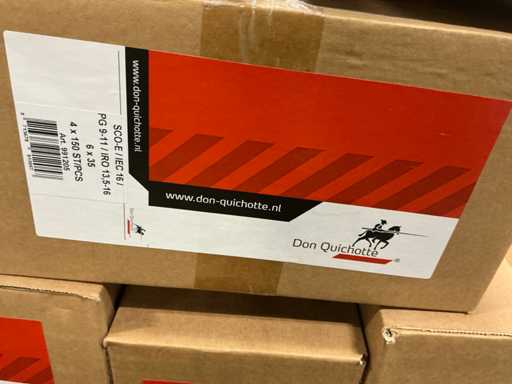 www.don-quichotte.nl
SCO-E / IEC 16 /
PG 9-11 / IRO 13,5-16
6 x 35
4 x 150 ST/PCS
Art. 991205
www.don-quichotte.nl
Don Quichotte
®